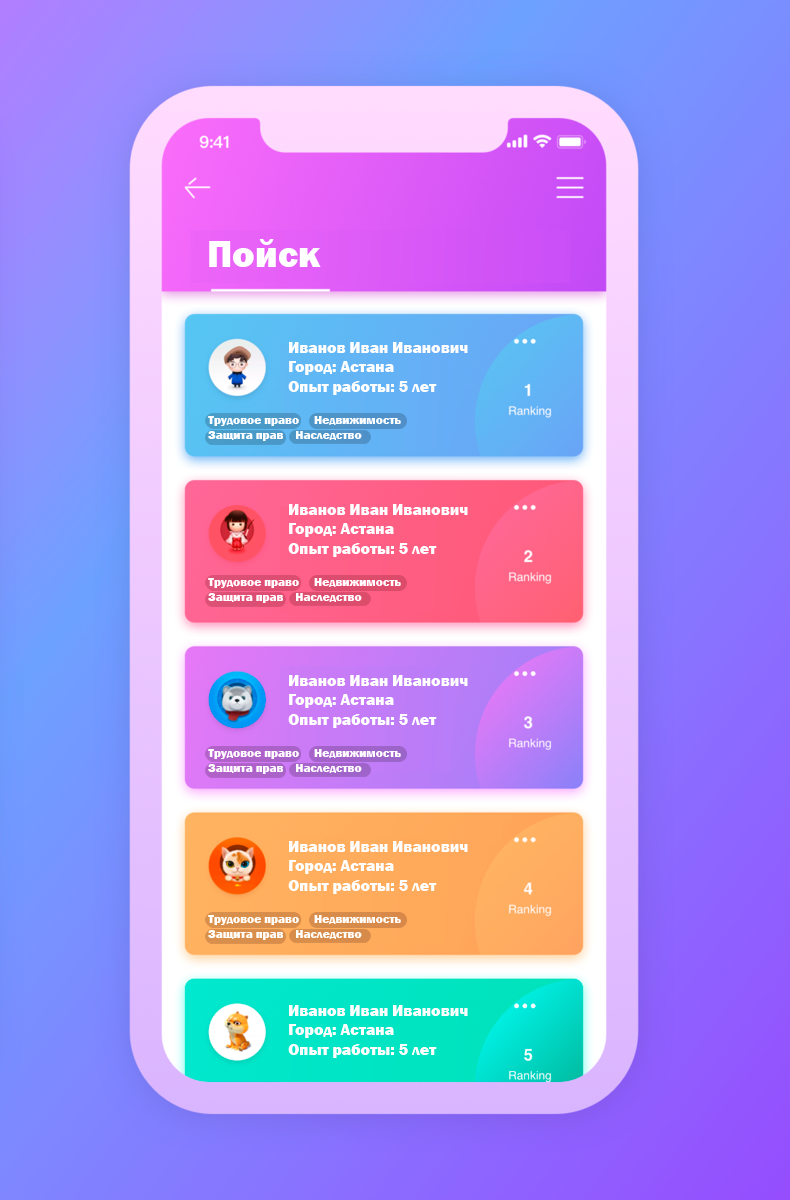 9:41
Пойск
Иванов Иван Иванович
Город: Астана
Опыт работы: 5 лет
1
Ranking
Трудовое право Недвижимость
Защита прав Наследство
Иванов Иван Иванович
Город: Астана
Опыт работы: 5 лет
2
Ranking
Трудовое право Недвижимость
Защита прав Наследство
Иванов Иван Иванович
Город: Астана
Опыт работы: 5 лет
3
Ranking
Трудовое право Недвижимость
Защита прав Наследство
Иванов Иван Иванович
Город: Астана
Опыт работы: 5 лет
4
Ranking
Трудовое право Недвижимость
Защита прав Наследство
Иванов Иван Иванович
Город: Астана
Опыт работы: 5 лет
5
Ranking